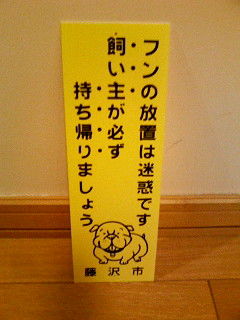 フンの放置は迷惑です
飼い主が必ず
持ち帰りましょう
藤沢市